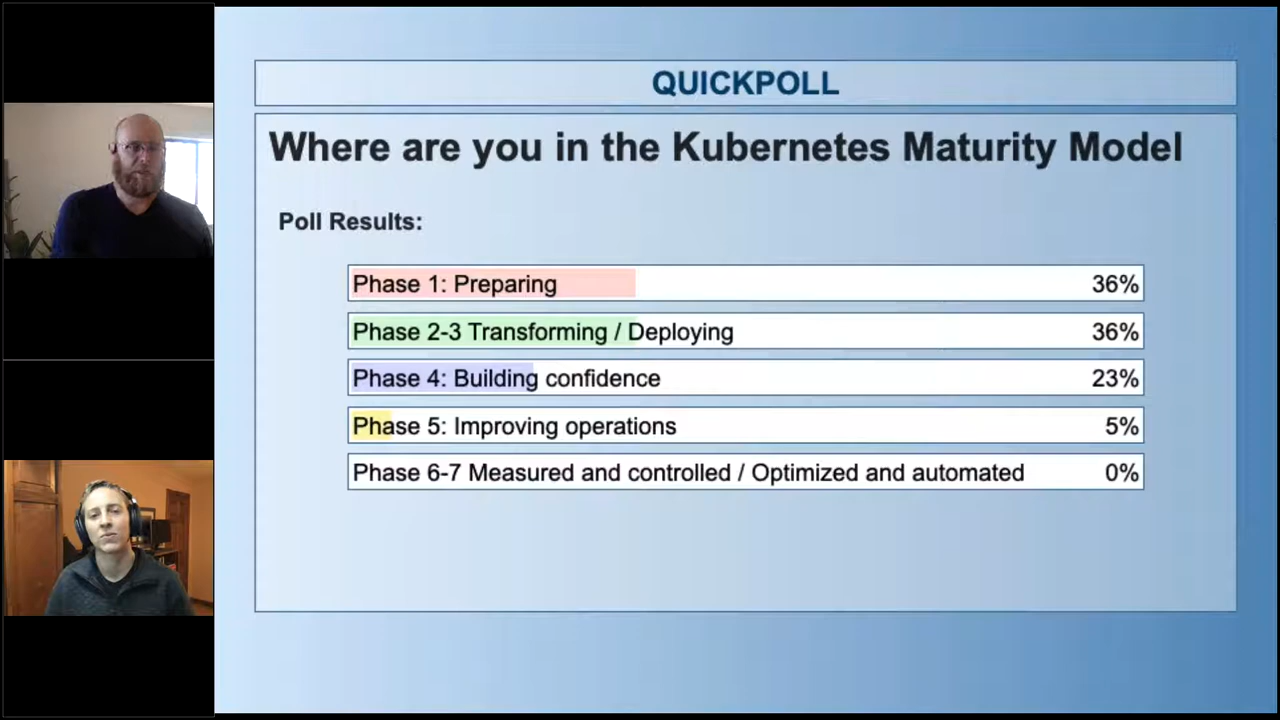 QUICKPOLL
Where are you in the Kubernetes Maturity Model
Poll Results:
Phase 1: Preparing 36%
Phase 2-3 Transforming / Deploying 36%
Phase 4: Building confidence 23%
Phase 5: Improving operations 5%
Phase 6-7 Measured and controlled / Optimized and automated 0%